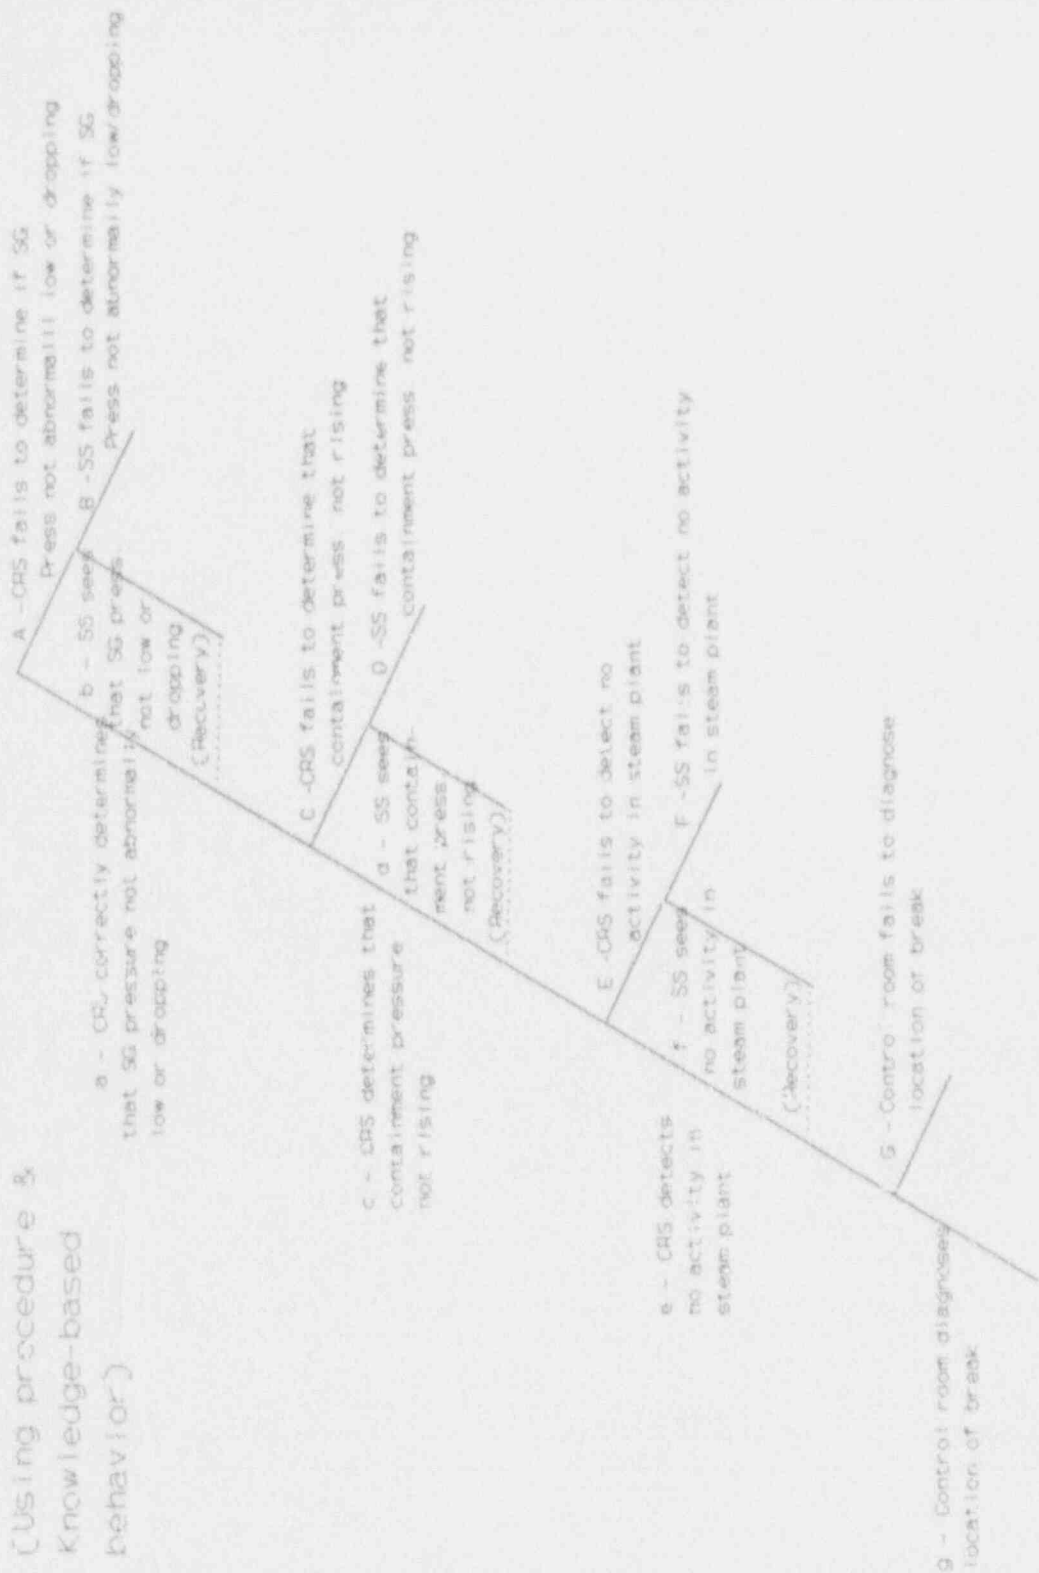 (Using procedure &
Knowledge-based
behavior)
A -CRS fails to determine if SG
Press not abnormalll low or dropping
b - SS sees
that SG press
not low or
dropping
(Recovery)
B -SS fails to determine if SG
Press not abnormally low/dropping
a - CRS correctly determines
that SG pressure not abnormally
low or dropping
C -CRS fails to determine that
containment press not rising
d - SS sees
that contain-
ment press
not rising
(Recovery)
D -SS fails to determine that
containment press not rising
c - CRS determines that
containment pressure
not rising
E -CRS fails to detect no
activity in steam plant
f - SS sees
no activity in
steam plant
(Recovery)
F -SS fails to detect no activity
in steam plant
e - CRS detects
no activity in
steam plant
G - Control room fails to diagnose
location of break
g - Control room diagnoses
location of break